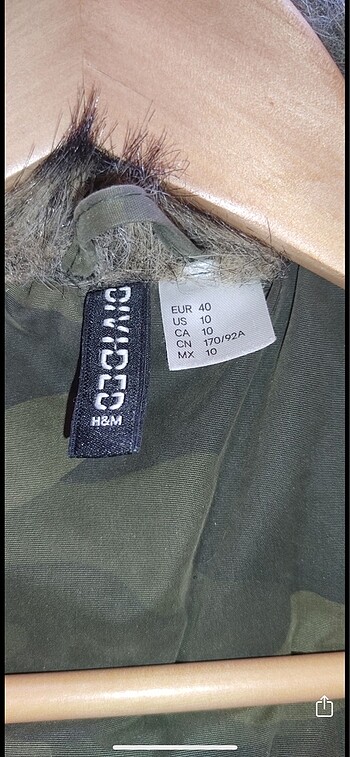 DIVIDED
H&M
EUR 40
US 10
CA 10
CN 170/92A
MX 10